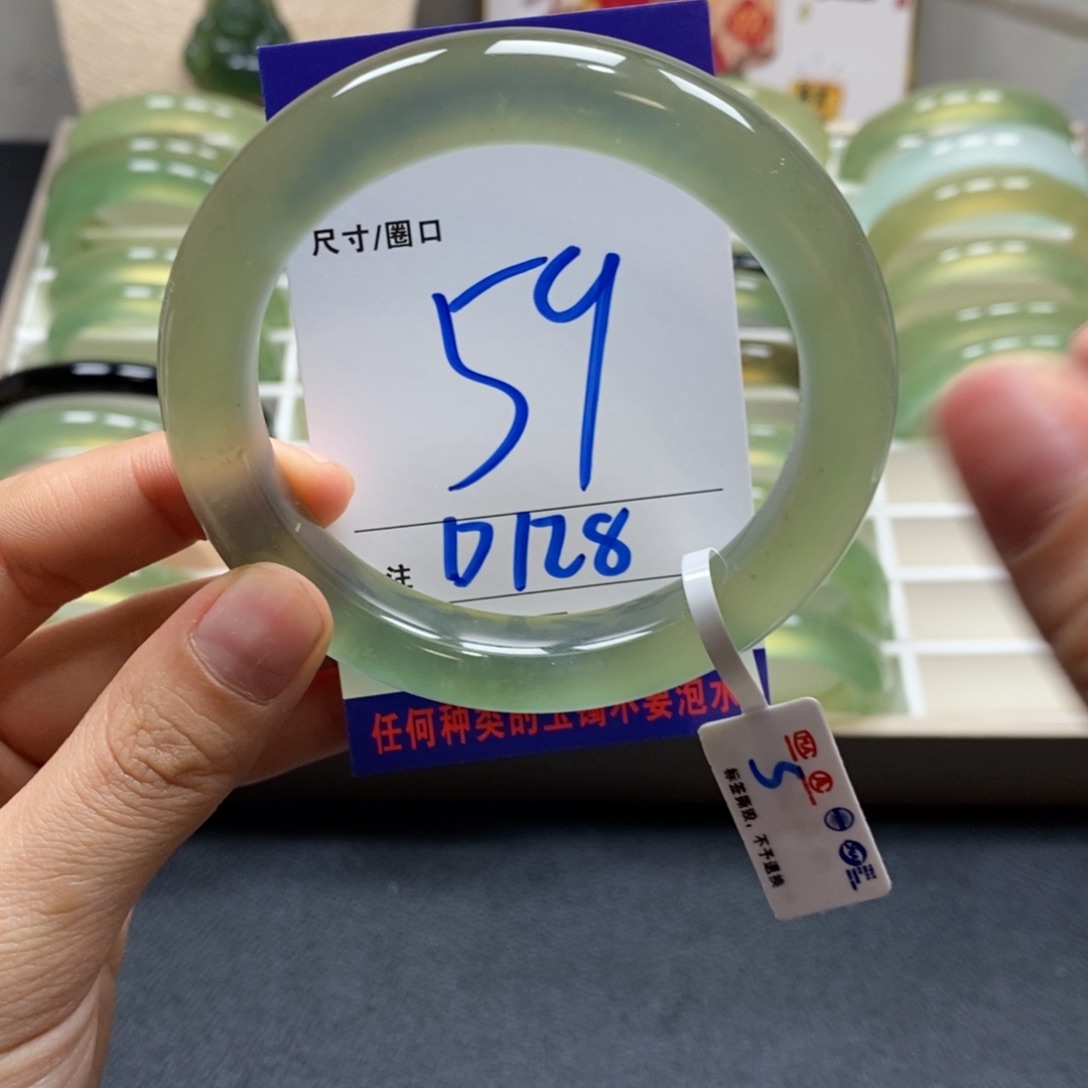 尺寸/圈口
59
注 D128
任何种类的玉镯不要泡水
S
标签撕毁，不予退换